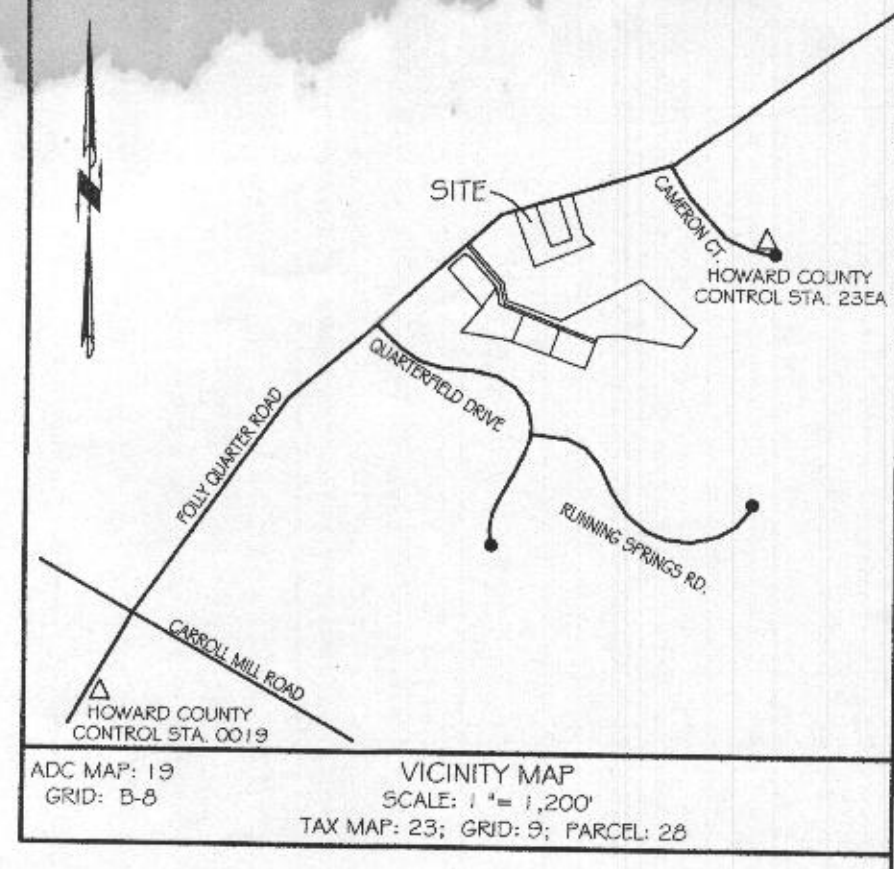 SITE
CAMERON CT.
HOWARD COUNTY
CONTROL STA. 23EA
QUARTERFIELD DRIVE
FOLLY QUARTER ROAD
RUNNING SPRINGS RD.
CARROLL MILL ROAD
HOWARD COUNTY
CONTROL STA. 0019
ADC MAP: 19
GRID: B-8
VICINITY MAP
SCALE: 1 "= 1,200'
TAX MAP: 23; GRID: 9; PARCEL: 28